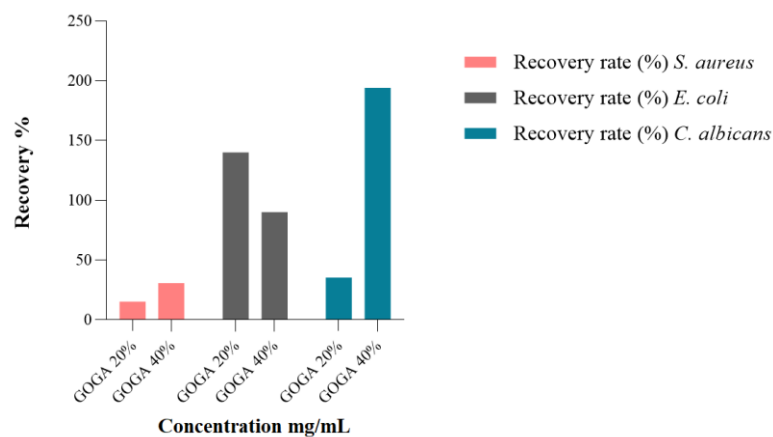 250
200
150
100
50
0
Recovery %
GOGA 20%
GOGA 40%
GOGA 20%
GOGA 40%
GOGA 20%
GOGA 40%
Concentration mg/mL
Recovery rate (%) S. aureus
Recovery rate (%) E. coli
Recovery rate (%) C. albicans